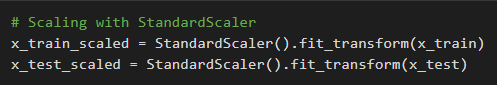 # Scaling with StandardScaler
x_train_scaled = StandardScaler().fit_transform(x_train)
x_test_scaled = StandardScaler().fit_transform(x_test)